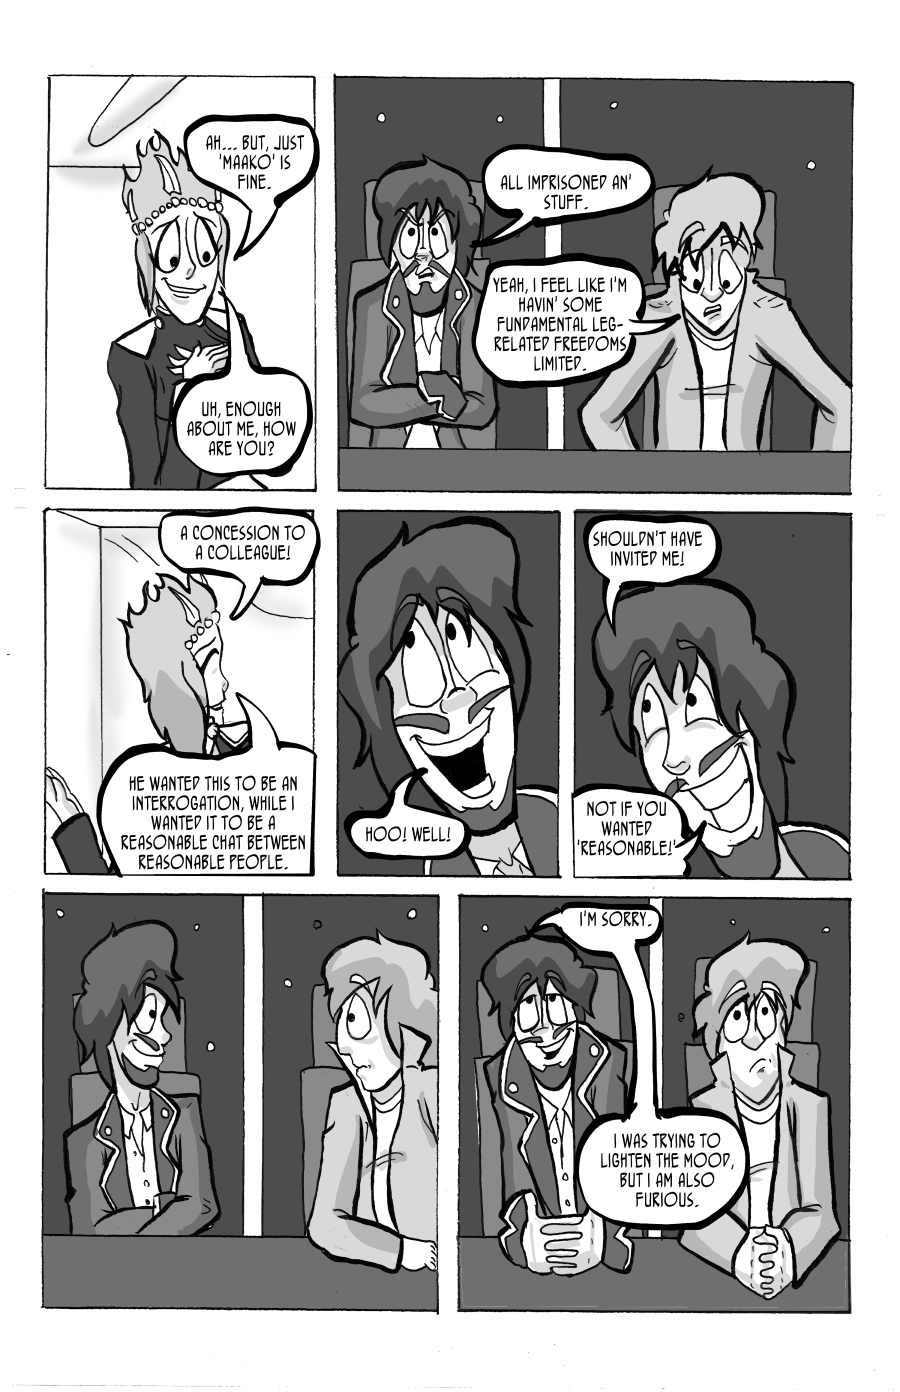 AH... BUT, JUST
'MAAKO' IS
FINE.
UH, ENOUGH
ABOUT ME, HOW
ARE YOU?
ALL IMPRISONED AN'
STUFF.
YEAH, I FEEL LIKE I'M
HAVIN' SOME
FUNDAMENTAL LEG-
RELATED FREEDOMS
LIMITED.
A CONCESSION TO
A COLLEAGUE!
HE WANTED THIS TO BE AN
INTERROGATION, WHILE I
WANTED IT TO BE A
REASONABLE CHAT BETWEEN
REASONABLE PEOPLE.
HOO! WELL!
SHOULDN'T HAVE
INVITED ME!
NOT IF YOU
WANTED
'REASONABLE!'
I'M SORRY.
I WAS TRYING TO
LIGHTEN THE MOOD,
BUT I AM ALSO
FURIOUS.